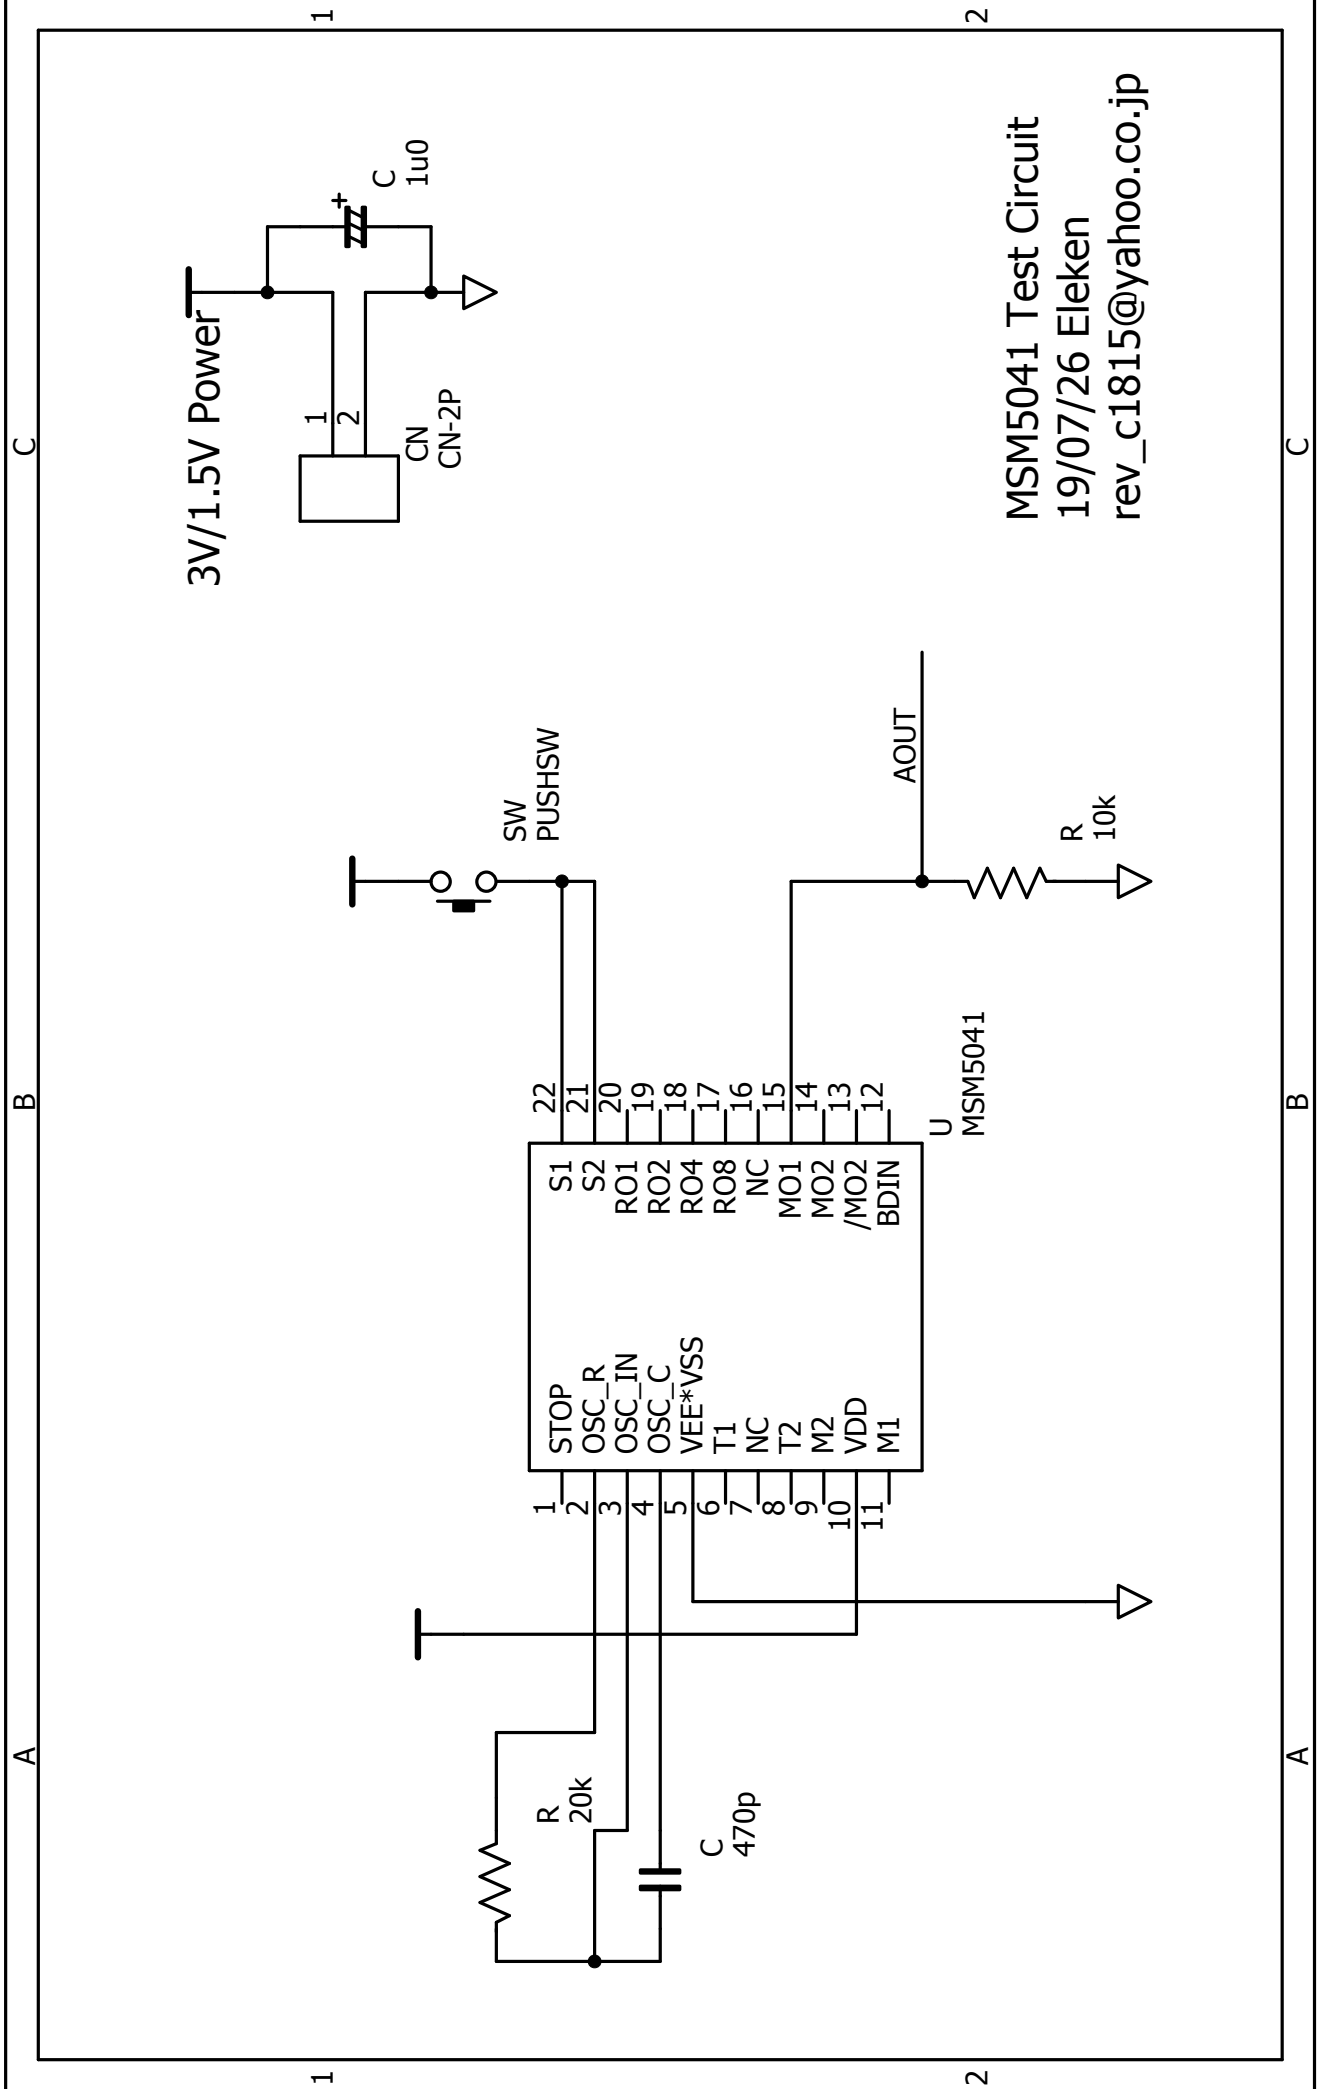 A
B
C
1
2
3V/1.5V Power
1
2
CN
CN-2P
C
1u0
SW
PUSHSW
R
20k
C
470p
1
2
3
4
5
6
7
8
9
10
11
STOP
OSC_R
OSC_IN
OSC_C
VEE*VSS
T1
NC
T2
M2
VDD
M1
S1
S2
RO1
RO2
RO4
RO8
NC
MO1
MO2
/MO2
BDIN
22
21
20
19
18
17
16
15
14
13
12
U
MSM5041
AOUT
R
10k
MSM5041 Test Circuit
19/07/26 Eleken
rev_c1815@yahoo.co.jp
1
2
A
B
C